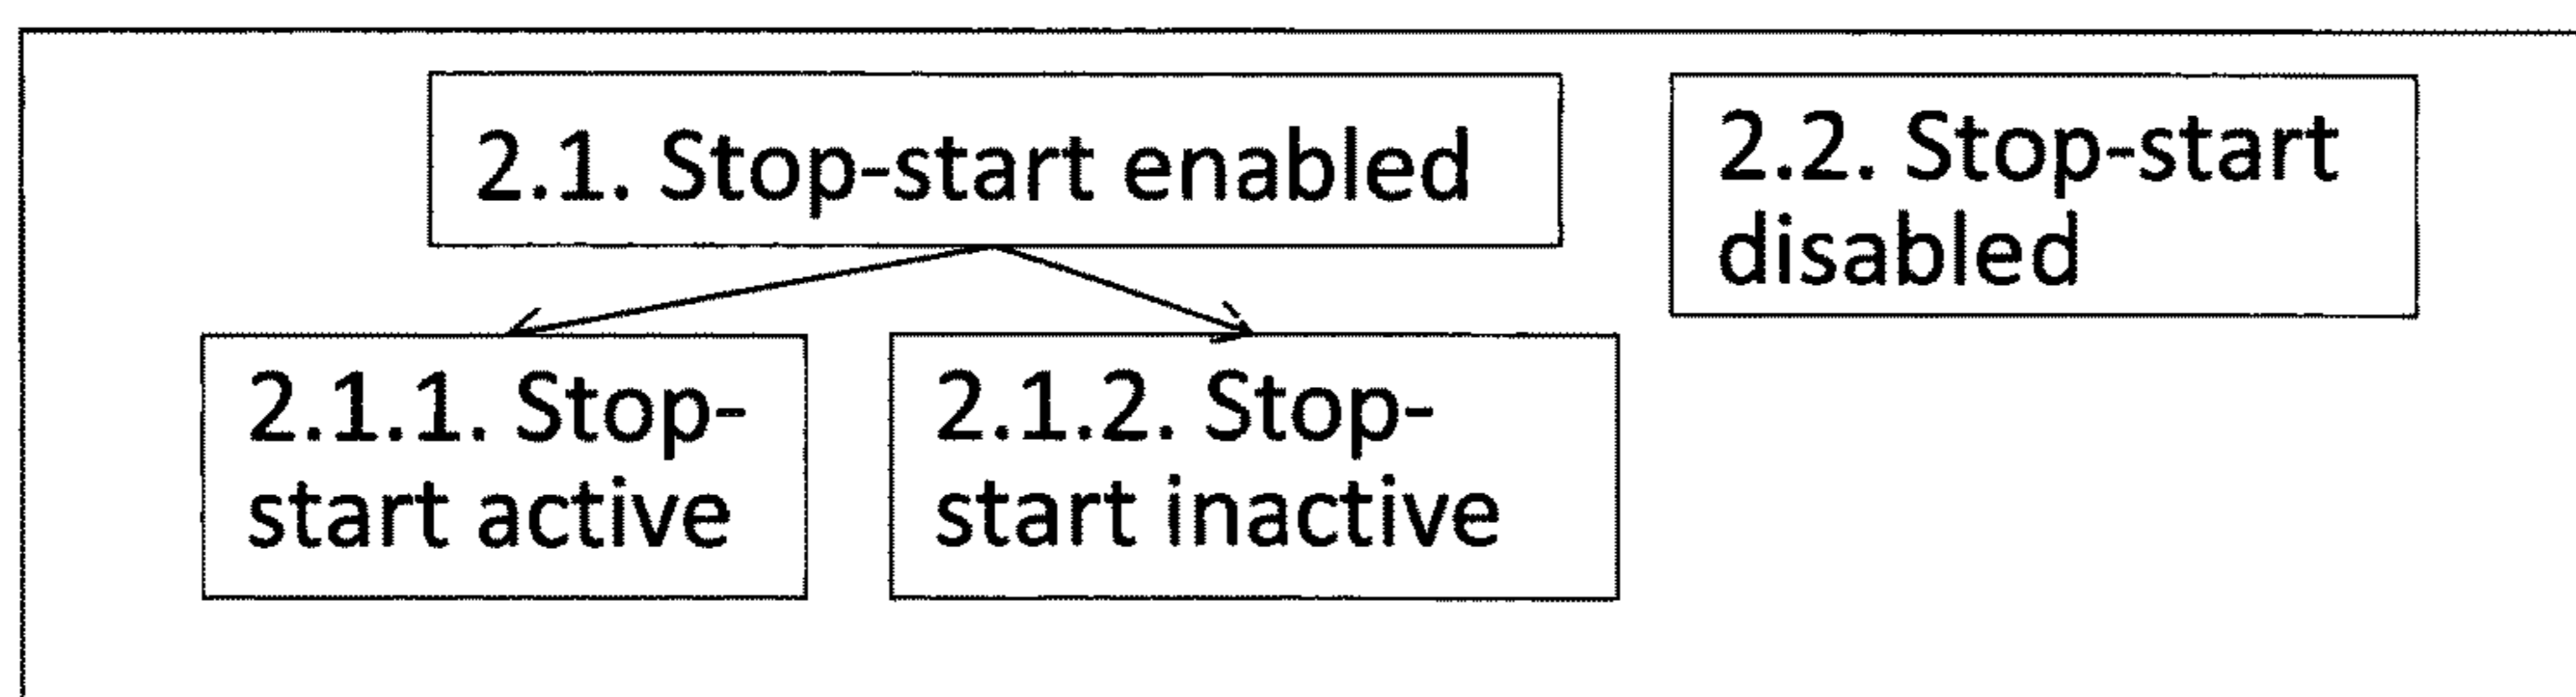 2.1. Stop-start enabled
2.2. Stop-start
disabled
2.1.1. Stop-
start active
2.1.2. Stop-
start inactive